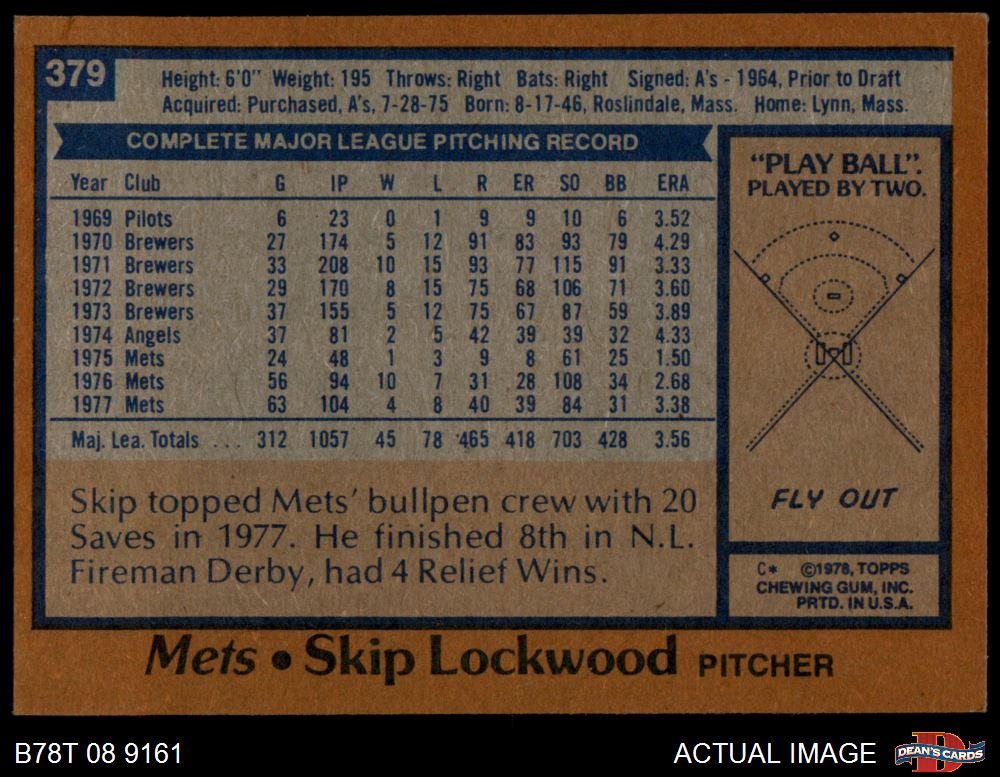 379
Height: 6'0" Weight: 195 Throws: Right Bats: Right Signed: A's - 1964, Prior to Draft
Acquired: Purchased, A's, 7-28-75 Born: 8-17-46, Roslindale, Mass. Home: Lynn, Mass.
COMPLETE MAJOR LEAGUE PITCHING RECORD
Year Club G IP W L R ER SO BB ERA
1969 Pilots 6 23 0 1 9 9 10 6 3.52
1970 Brewers 27 174 5 12 91 83 93 79 4.29
1971 Brewers 33 208 10 15 93 77 115 91 3.33
1972 Brewers 29 170 8 15 75 68 106 71 3.60
1973 Brewers 37 155 5 12 75 67 87 59 3.89
1974 Angels 37 81 2 5 42 39 39 32 4.33
1975 Mets 24 48 1 3 9 8 61 25 1.50
1976 Mets 56 94 10 7 31 28 108 34 2.68
1977 Mets 63 104 4 8 40 39 84 31 3.38
Maj. Lea. Totals ... 312 1057 45 78 465 418 703 428 3.56
Skip topped Mets' bullpen crew with 20
Saves in 1977. He finished 8th in N.L.
Fireman Derby, had 4 Relief Wins.
"PLAY BALL".
PLAYED BY TWO.
FLY OUT
C* ©1978, TOPPS
CHEWING GUM, INC.
PRTD. IN U.S.A.
Mets • Skip Lockwood PITCHER
B78T 08 9161
ACTUAL IMAGE
DEAN'S CARDS